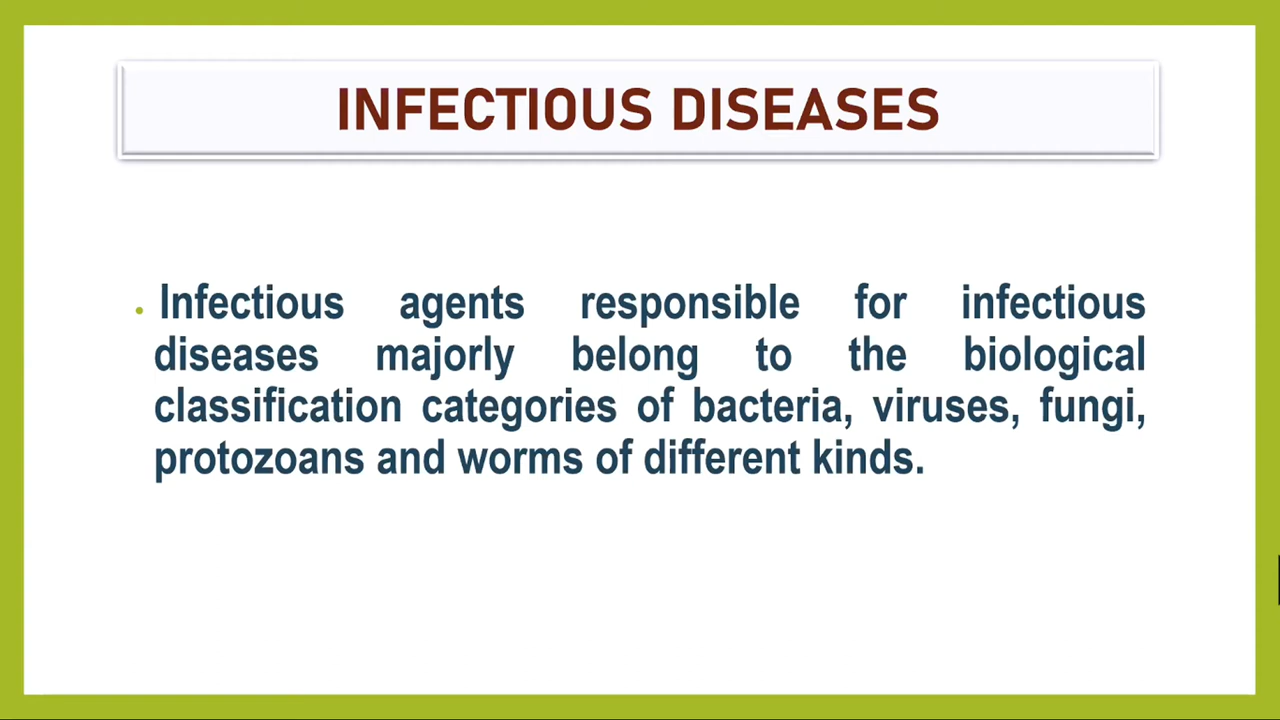 INFECTIOUS DISEASES
• Infectious agents responsible for infectious
diseases majorly belong to the biological
classification categories of bacteria, viruses, fungi,
protozoans and worms of different kinds.